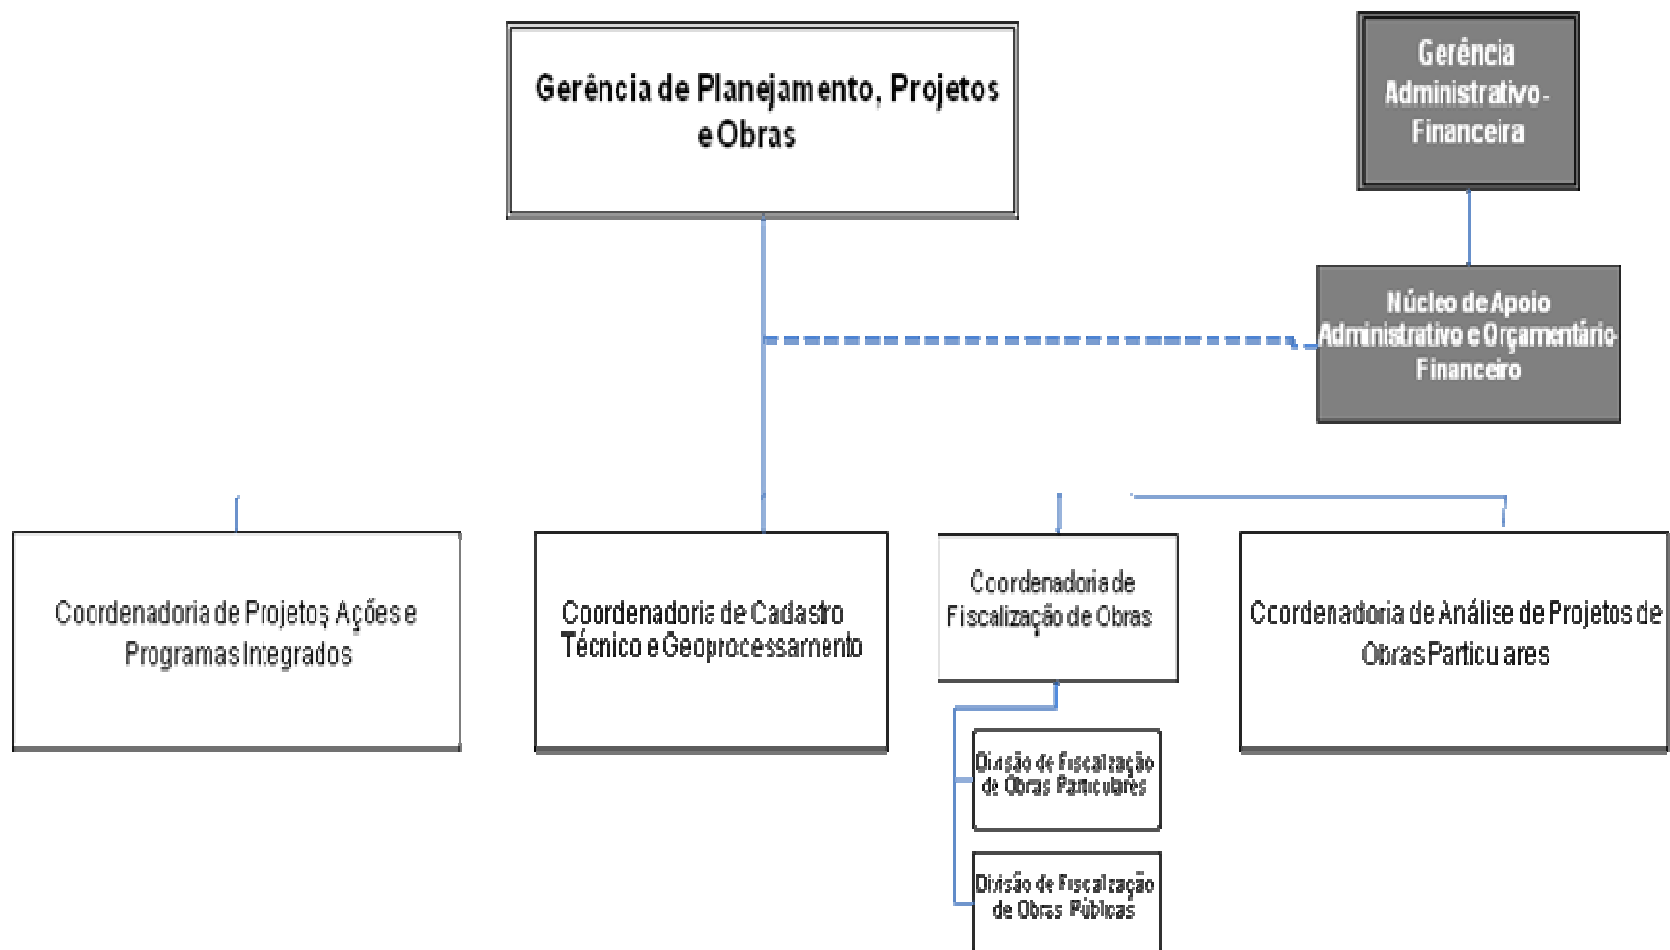 Gerência de Planejamento, Projetos
e Obras
Gerência
Administrativo-
Financeira
Núcleo de Apoio
Administrativo e Orçamentário
Financeiro
Coordenadoria de Projetos Ações e
Programas Integrados
Coordenadoria de Cadastro
Técnico e Geoprocessamento
Coordenadoria de
Fiscalização de Obras
Coordenadoria de Análise de Projetos de
Obras Particulares
Divisão de Fiscalização
de Obras Particulares
Divisão de Fiscalização
de Obras Públicas